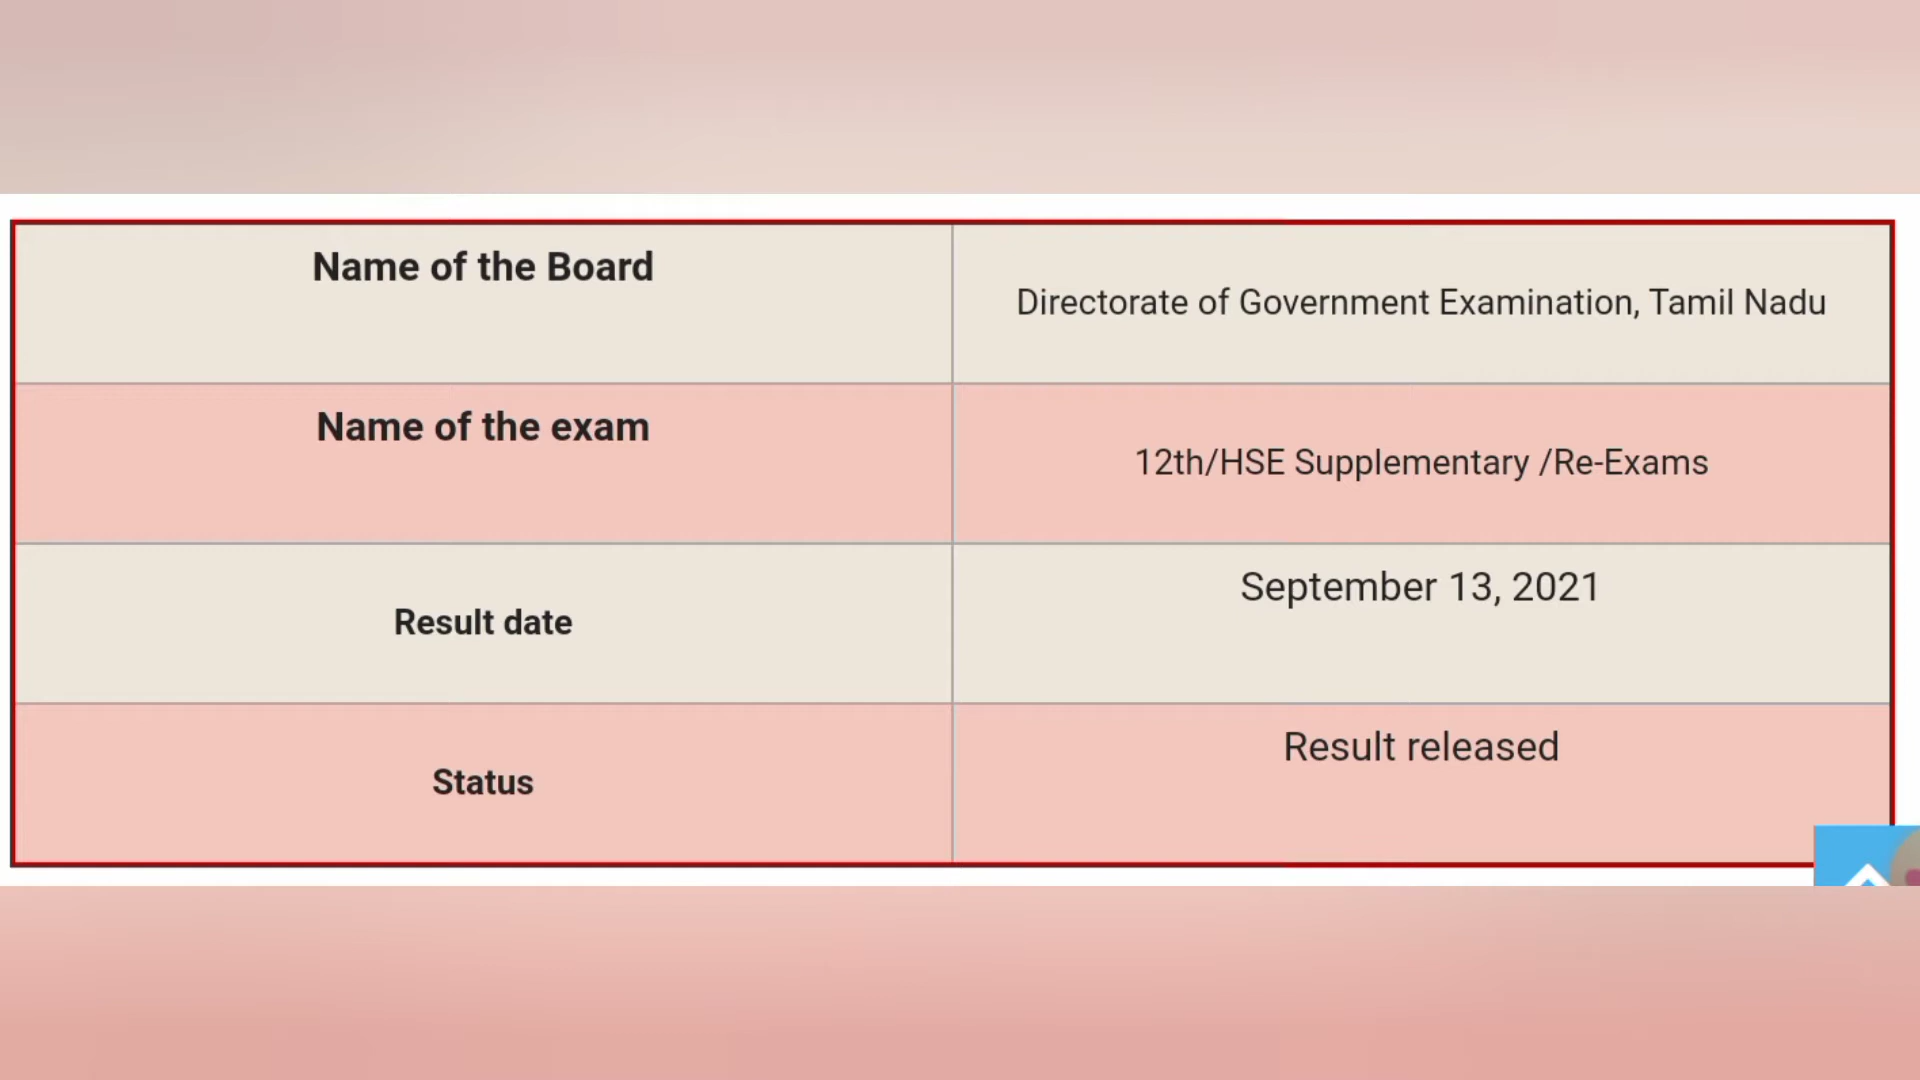 Name of the Board
Directorate of Government Examination, Tamil Nadu
Name of the exam
12th/HSE Supplementary /Re-Exams
Result date
September 13, 2021
Status
Result released